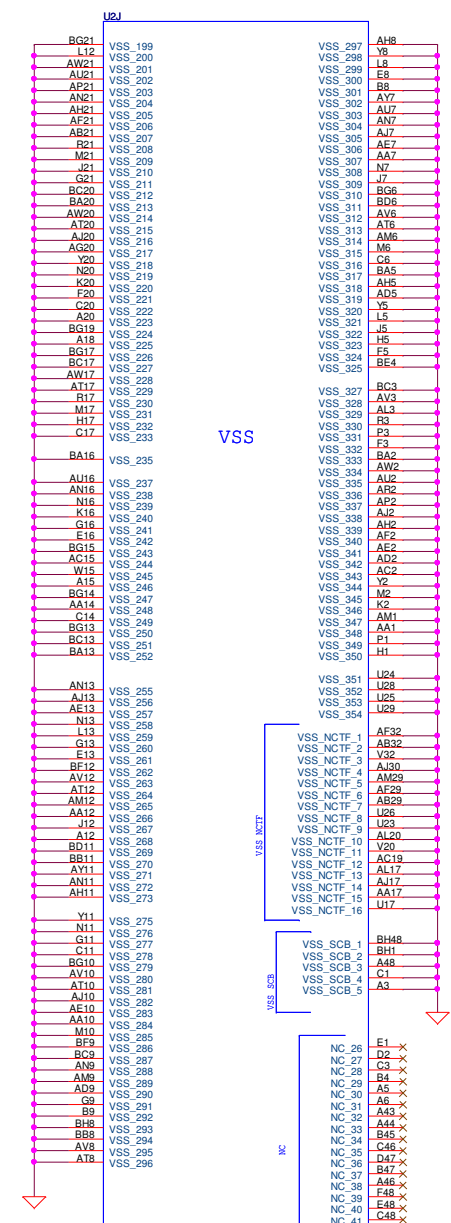 U2J
BG21 VSS_199
L12 VSS_200
AW21 VSS_201
AU21 VSS_202
AP21 VSS_203
AN21 VSS_204
AH21 VSS_205
AF21 VSS_206
AB21 VSS_207
R21 VSS_208
M21 VSS_209
J21 VSS_210
G21 VSS_211
BC20 VSS_212
BA20 VSS_213
AW20 VSS_214
AT20 VSS_215
AJ20 VSS_216
AG20 VSS_217
Y20 VSS_218
N20 VSS_219
K20 VSS_220
F20 VSS_221
C20 VSS_222
A20 VSS_223
BG19 VSS_224
A18 VSS_225
BG17 VSS_226
BC17 VSS_227
AW17 VSS_228
AT17 VSS_229
R17 VSS_230
M17 VSS_231
H17 VSS_232
C17 VSS_233
BA16 VSS_235
AU16 VSS_237
AN16 VSS_238
N16 VSS_239
K16 VSS_240
G16 VSS_241
E16 VSS_242
BG15 VSS_243
AC15 VSS_244
W15 VSS_245
A15 VSS_246
BG14 VSS_247
AA14 VSS_248
C14 VSS_249
BG13 VSS_250
BC13 VSS_251
BA13 VSS_252
AN13 VSS_255
AJ13 VSS_256
AE13 VSS_257
N13 VSS_258
L13 VSS_259
G13 VSS_260
E13 VSS_261
BF12 VSS_262
AV12 VSS_263
AT12 VSS_264
AM12 VSS_265
AA12 VSS_266
J12 VSS_267
A12 VSS_268
BD11 VSS_269
BB11 VSS_270
AY11 VSS_271
AN11 VSS_272
AH11 VSS_273
Y11 VSS_275
N11 VSS_276
G11 VSS_277
C11 VSS_278
BG10 VSS_279
AV10 VSS_280
AT10 VSS_281
AJ10 VSS_282
AE10 VSS_283
AA10 VSS_284
M10 VSS_285
BF9 VSS_286
BC9 VSS_287
AN9 VSS_288
AM9 VSS_289
AD9 VSS_290
G9 VSS_291
B9 VSS_292
BH8 VSS_293
BB8 VSS_294
AV8 VSS_295
AT8 VSS_296
VSS
VSS_297 AH8
VSS_298 Y8
VSS_299 L8
VSS_300 E8
VSS_301 B8
VSS_302 AY7
VSS_303 AU7
VSS_304 AN7
VSS_305 AJ7
VSS_306 AE7
VSS_307 AA7
VSS_308 N7
VSS_309 J7
VSS_310 BG6
VSS_311 BD6
VSS_312 AV6
VSS_313 AT6
VSS_314 AM6
VSS_315 M6
VSS_316 C6
VSS_317 BA5
VSS_318 AH5
VSS_319 AD5
VSS_320 Y5
VSS_321 L5
VSS_322 J5
VSS_323 H5
VSS_324 F5
VSS_325 BE4
VSS_327 BC3
VSS_328 AV3
VSS_329 AL3
VSS_330 R3
VSS_331 P3
VSS_332 F3
VSS_333 BA2
VSS_334 AW2
VSS_335 AU2
VSS_336 AR2
VSS_337 AP2
VSS_338 AJ2
VSS_339 AH2
VSS_340 AF2
VSS_341 AE2
VSS_342 AD2
VSS_343 AC2
VSS_344 Y2
VSS_345 M2
VSS_346 K2
VSS_347 AM1
VSS_348 AA1
VSS_349 P1
VSS_350 H1
VSS_351 U24
VSS_352 U28
VSS_353 U25
VSS_354 U29
VSS NCTF
VSS_NCTF_1 AF32
VSS_NCTF_2 AB32
VSS_NCTF_3 V32
VSS_NCTF_4 AJ30
VSS_NCTF_5 AM29
VSS_NCTF_6 AF29
VSS_NCTF_7 AB29
VSS_NCTF_8 U26
VSS_NCTF_9 U23
VSS_NCTF_10 AL20
VSS_NCTF_11 V20
VSS_NCTF_12 AC19
VSS_NCTF_13 AL17
VSS_NCTF_14 AJ17
VSS_NCTF_15 AA17
VSS_NCTF_16 U17
VSS SCB
VSS_SCB_1 BH48
VSS_SCB_2 BH1
VSS_SCB_3 A48
VSS_SCB_4 C1
VSS_SCB_5 A3
NC
NC_26 E1
NC_27 D2
NC_28 C3
NC_29 B4
NC_30 A5
NC_31 A6
NC_32 A43
NC_33 A44
NC_34 B45
NC_35 C46
NC_36 D47
NC_37 B47
NC_38 A46
NC_39 F48
NC_40 E48
NC_41 C48